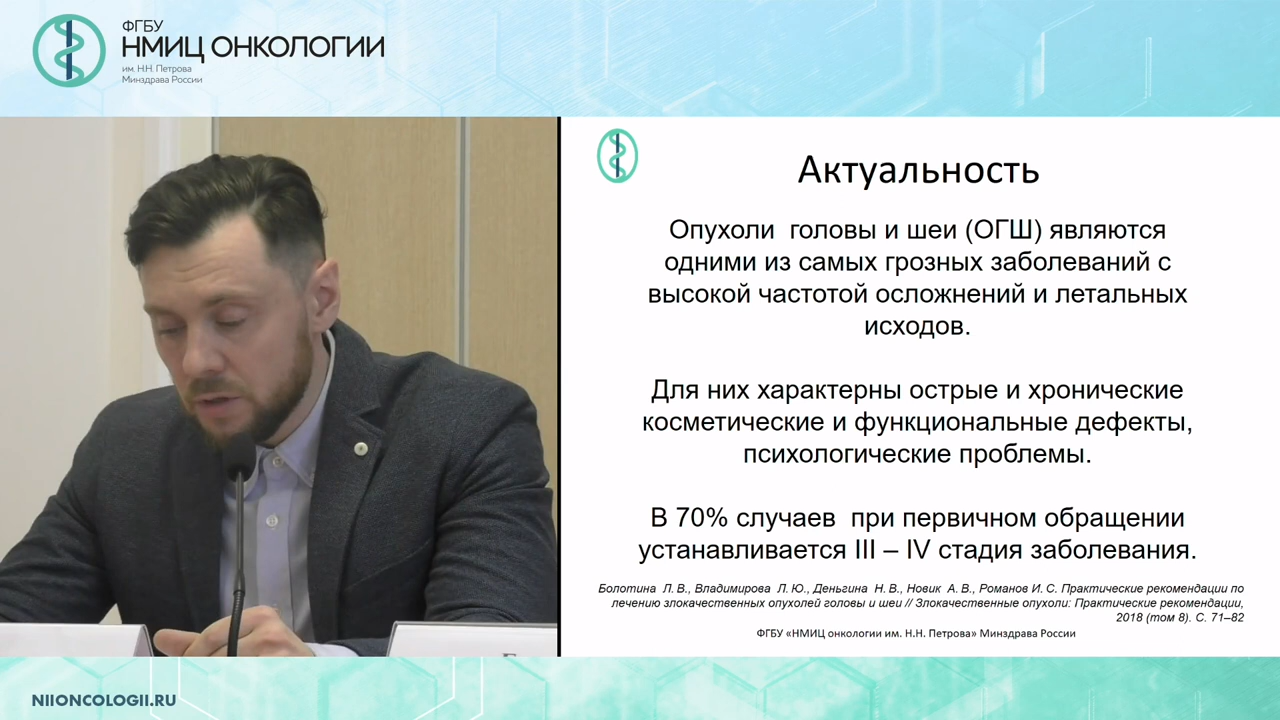 ФГБУ
НМИЦ ОНКОЛОГИИ
им. Н.Н. Петрова
Минздрава России
Актуальность
Опухоли  головы и шеи (ОГШ) являются
одними из самых грозных заболеваний с
высокой частотой осложнений и летальных
исходов.
Для них характерны острые и хронические
косметические и функциональные дефекты,
психологические проблемы.
В 70% случаев  при первичном обращении
устанавливается III – IV стадия заболевания.
Болотина  Л. В., Владимирова  Л. Ю., Деньгина  Н. В., Новик  А. В., Романов И. С. Практические рекомендации по
лечению злокачественных опухолей головы и шеи // Злокачественные опухоли: Практические рекомендации,
2018 (том 8). С. 71–82
ФГБУ «НМИЦ онкологии им. Н.Н. Петрова» Минздрава России
NIIONCOLOGII.RU